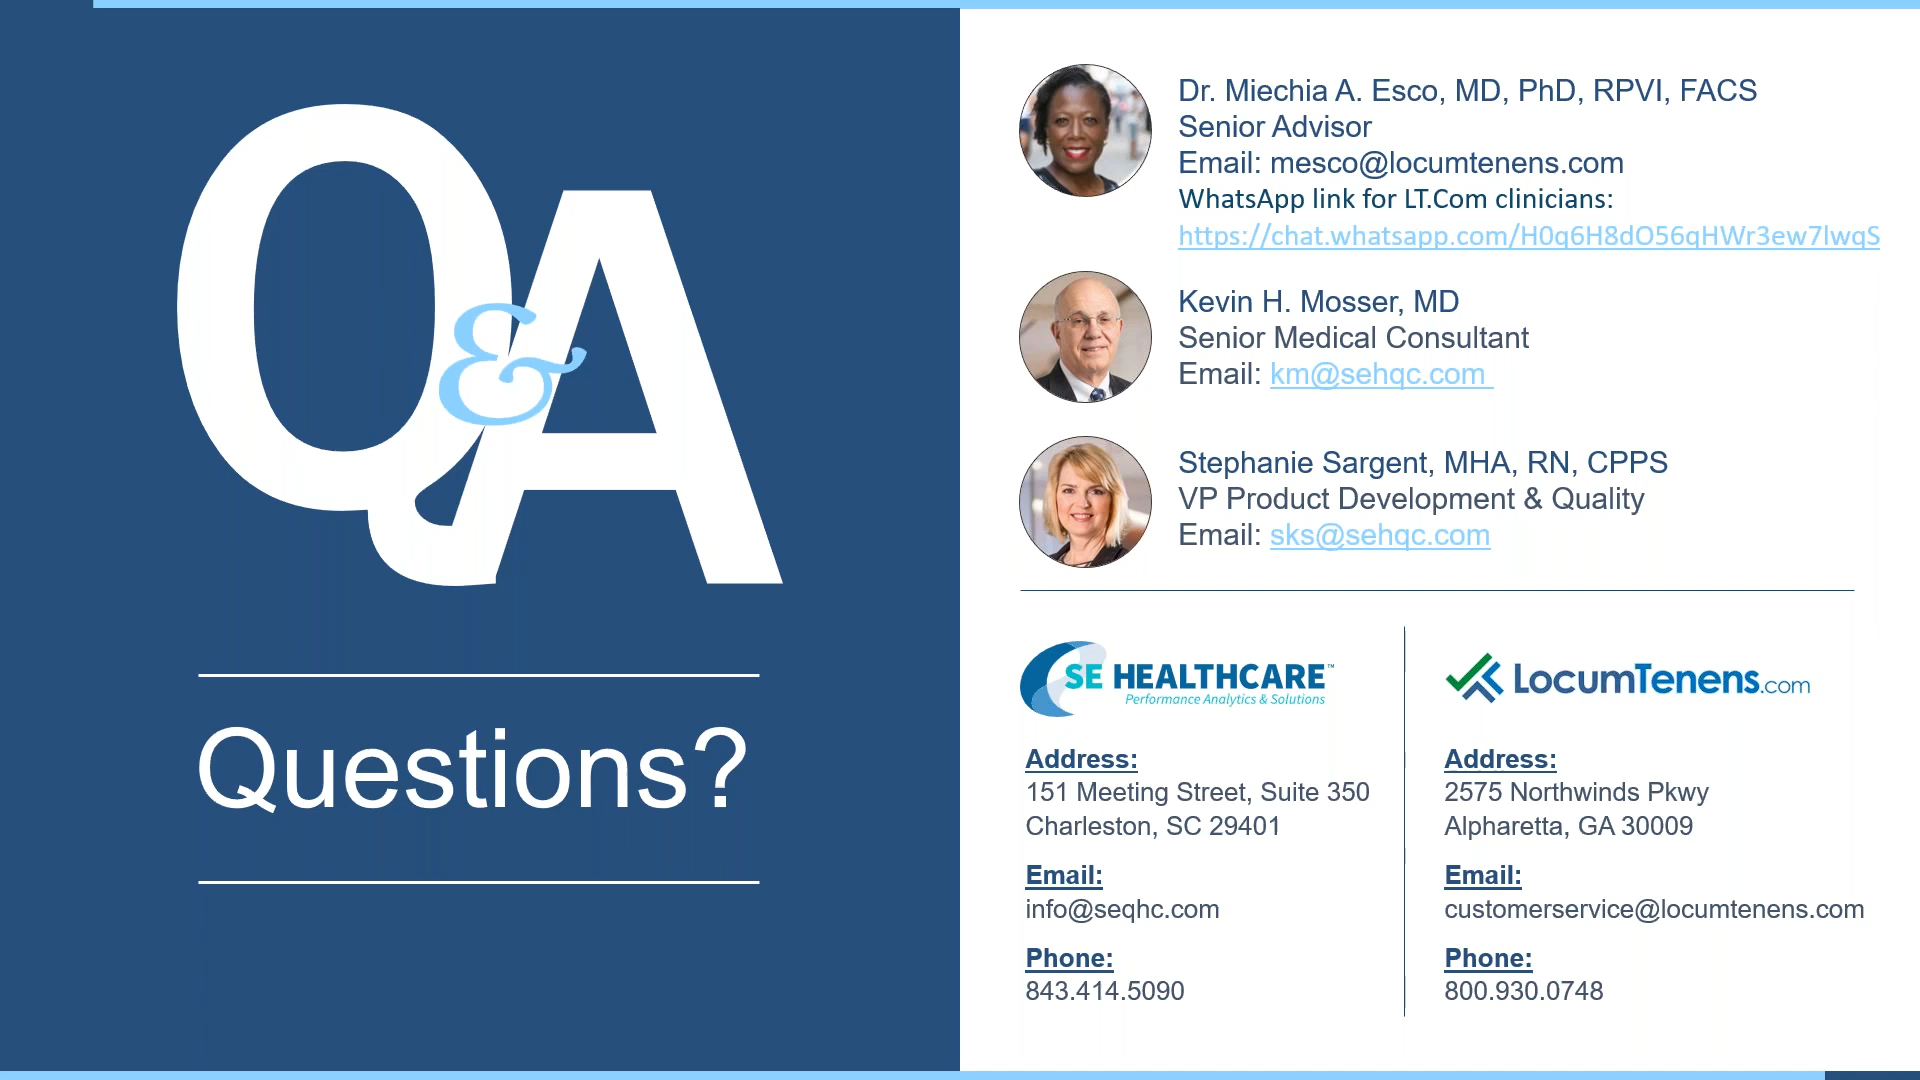 Q&A
Questions?
Dr. Miechia A. Esco, MD, PhD, RPVI, FACS
Senior Advisor
Email: mesco@locumtenens.com
WhatsApp link for LT.Com clinicians:
https://chat.whatsapp.com/H0q6H8dO56qHWr3ew7lwqS
Kevin H. Mosser, MD
Senior Medical Consultant
Email: km@sehqc.com
Stephanie Sargent, MHA, RN, CPPS
VP Product Development & Quality
Email: sks@sehqc.com
SE HEALTHCARE™
Performance Analytics & Solutions
Address:
151 Meeting Street, Suite 350
Charleston, SC 29401
Email:
info@seqhc.com
Phone:
843.414.5090
LocumTenens.com
Address:
2575 Northwinds Pkwy
Alpharetta, GA 30009
Email:
customerservice@locumtenens.com
Phone:
800.930.0748